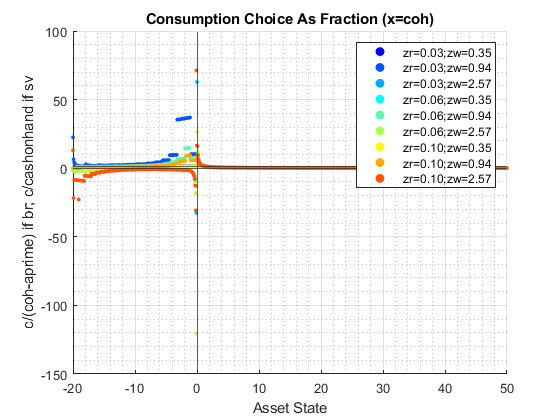 Consumption Choice As Fraction (x=coh)
100
50
0
-50
-100
-150
-20
-10
0
10
20
30
40
50
c/(coh-aprime) if br; c/cashonhand if sv
Asset State
zr=0.03;zw=0.35
zr=0.03;zw=0.94
zr=0.03;zw=2.57
zr=0.06;zw=0.35
zr=0.06;zw=0.94
zr=0.06;zw=2.57
zr=0.10;zw=0.35
zr=0.10;zw=0.94
zr=0.10;zw=2.57